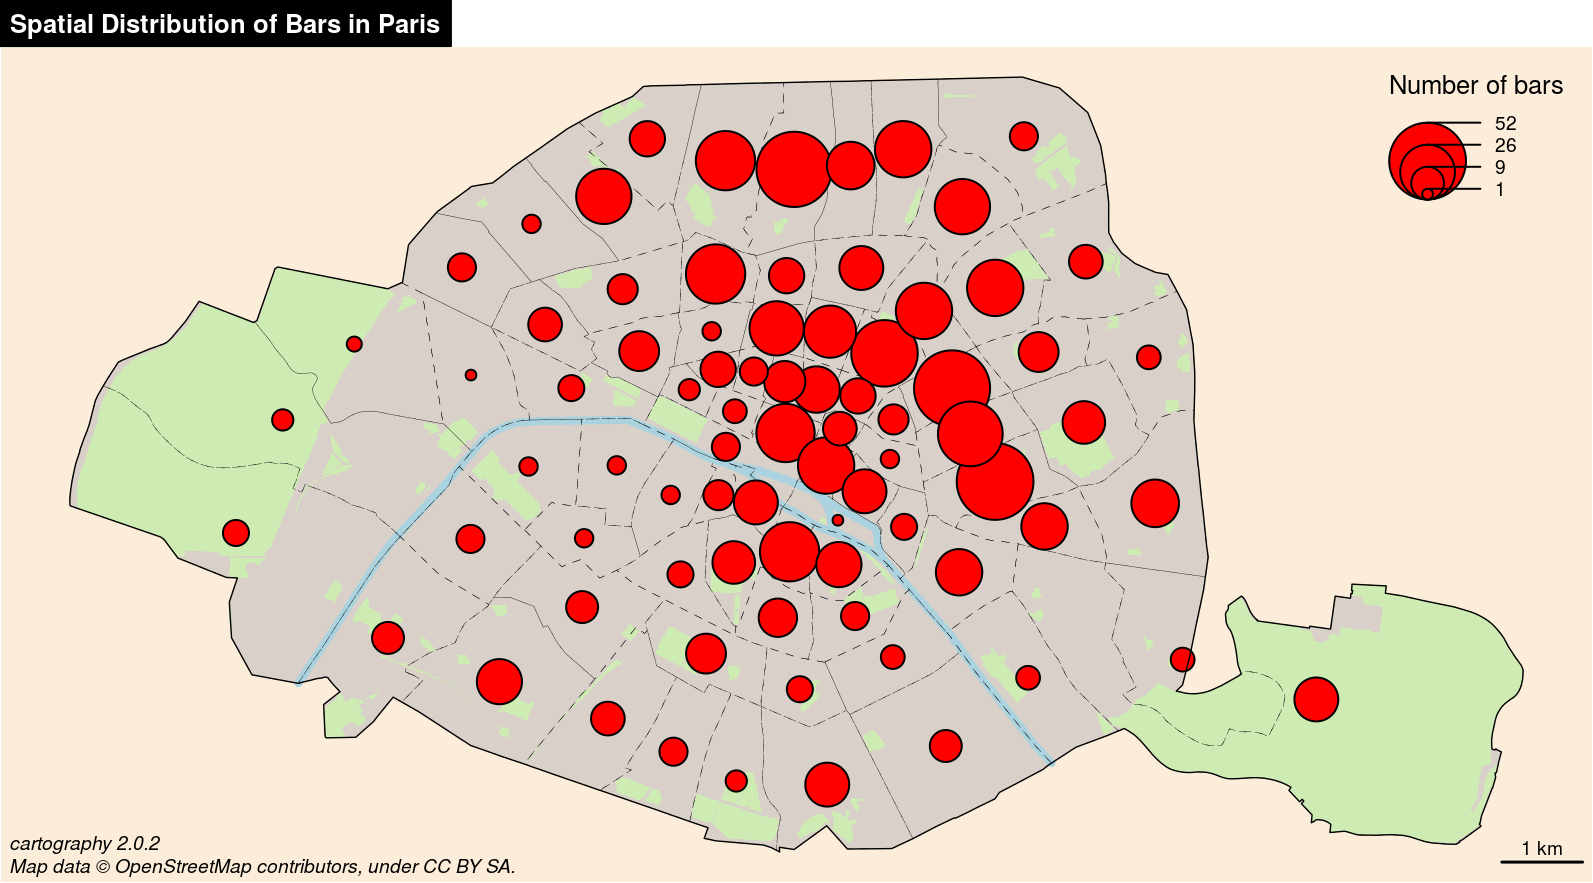 Spatial Distribution of Bars in Paris
Number of bars
52
26
9
1
cartography 2.0.2
Map data © OpenStreetMap contributors, under CC BY SA.
1 km